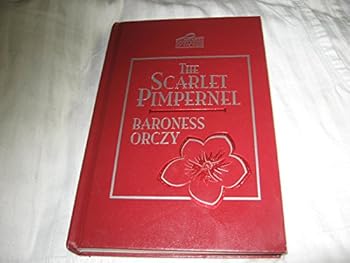 THE
SCARLET
PIMPERNEL
BARONESS
ORCZY